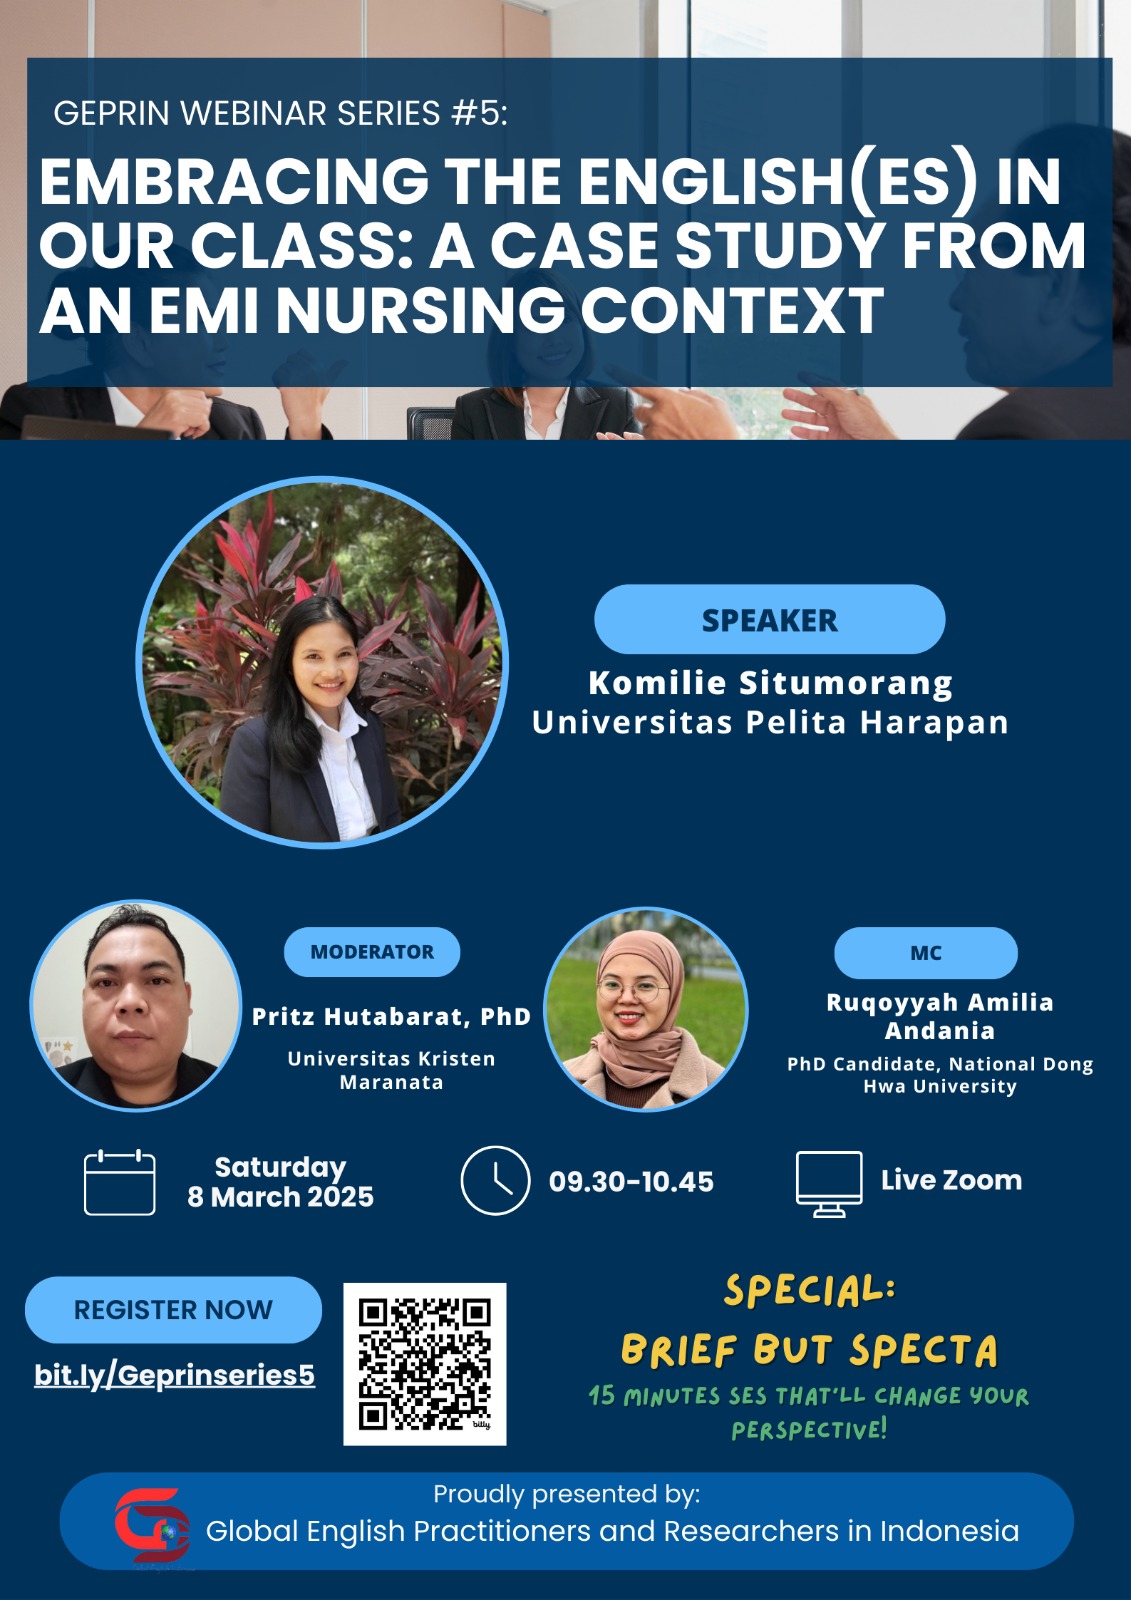 GEPRIN WEBINAR SERIES #5:
EMBRACING THE ENGLISH(ES) IN
OUR CLASS: A CASE STUDY FROM
AN EMI NURSING CONTEXT
SPEAKER
Komilie Situmorang
Universitas Pelita Harapan
MODERATOR
Pritz Hutabarat, PhD
Universitas Kristen
Maranata
MC
Ruqoyyah Amilia
Andania
PhD Candidate, National Dong
Hwa University
Saturday
8 March 2025
09.30-10.45
Live Zoom
REGISTER NOW
bit.ly/Geprinseries5
bitly
SPECIAL:
BRIEF BUT SPECTA
15 MINUTES SES THAT'LL CHANGE YOUR
PERSPECTIVE!
Proudly presented by:
Global English Practitioners and Researchers in Indonesia